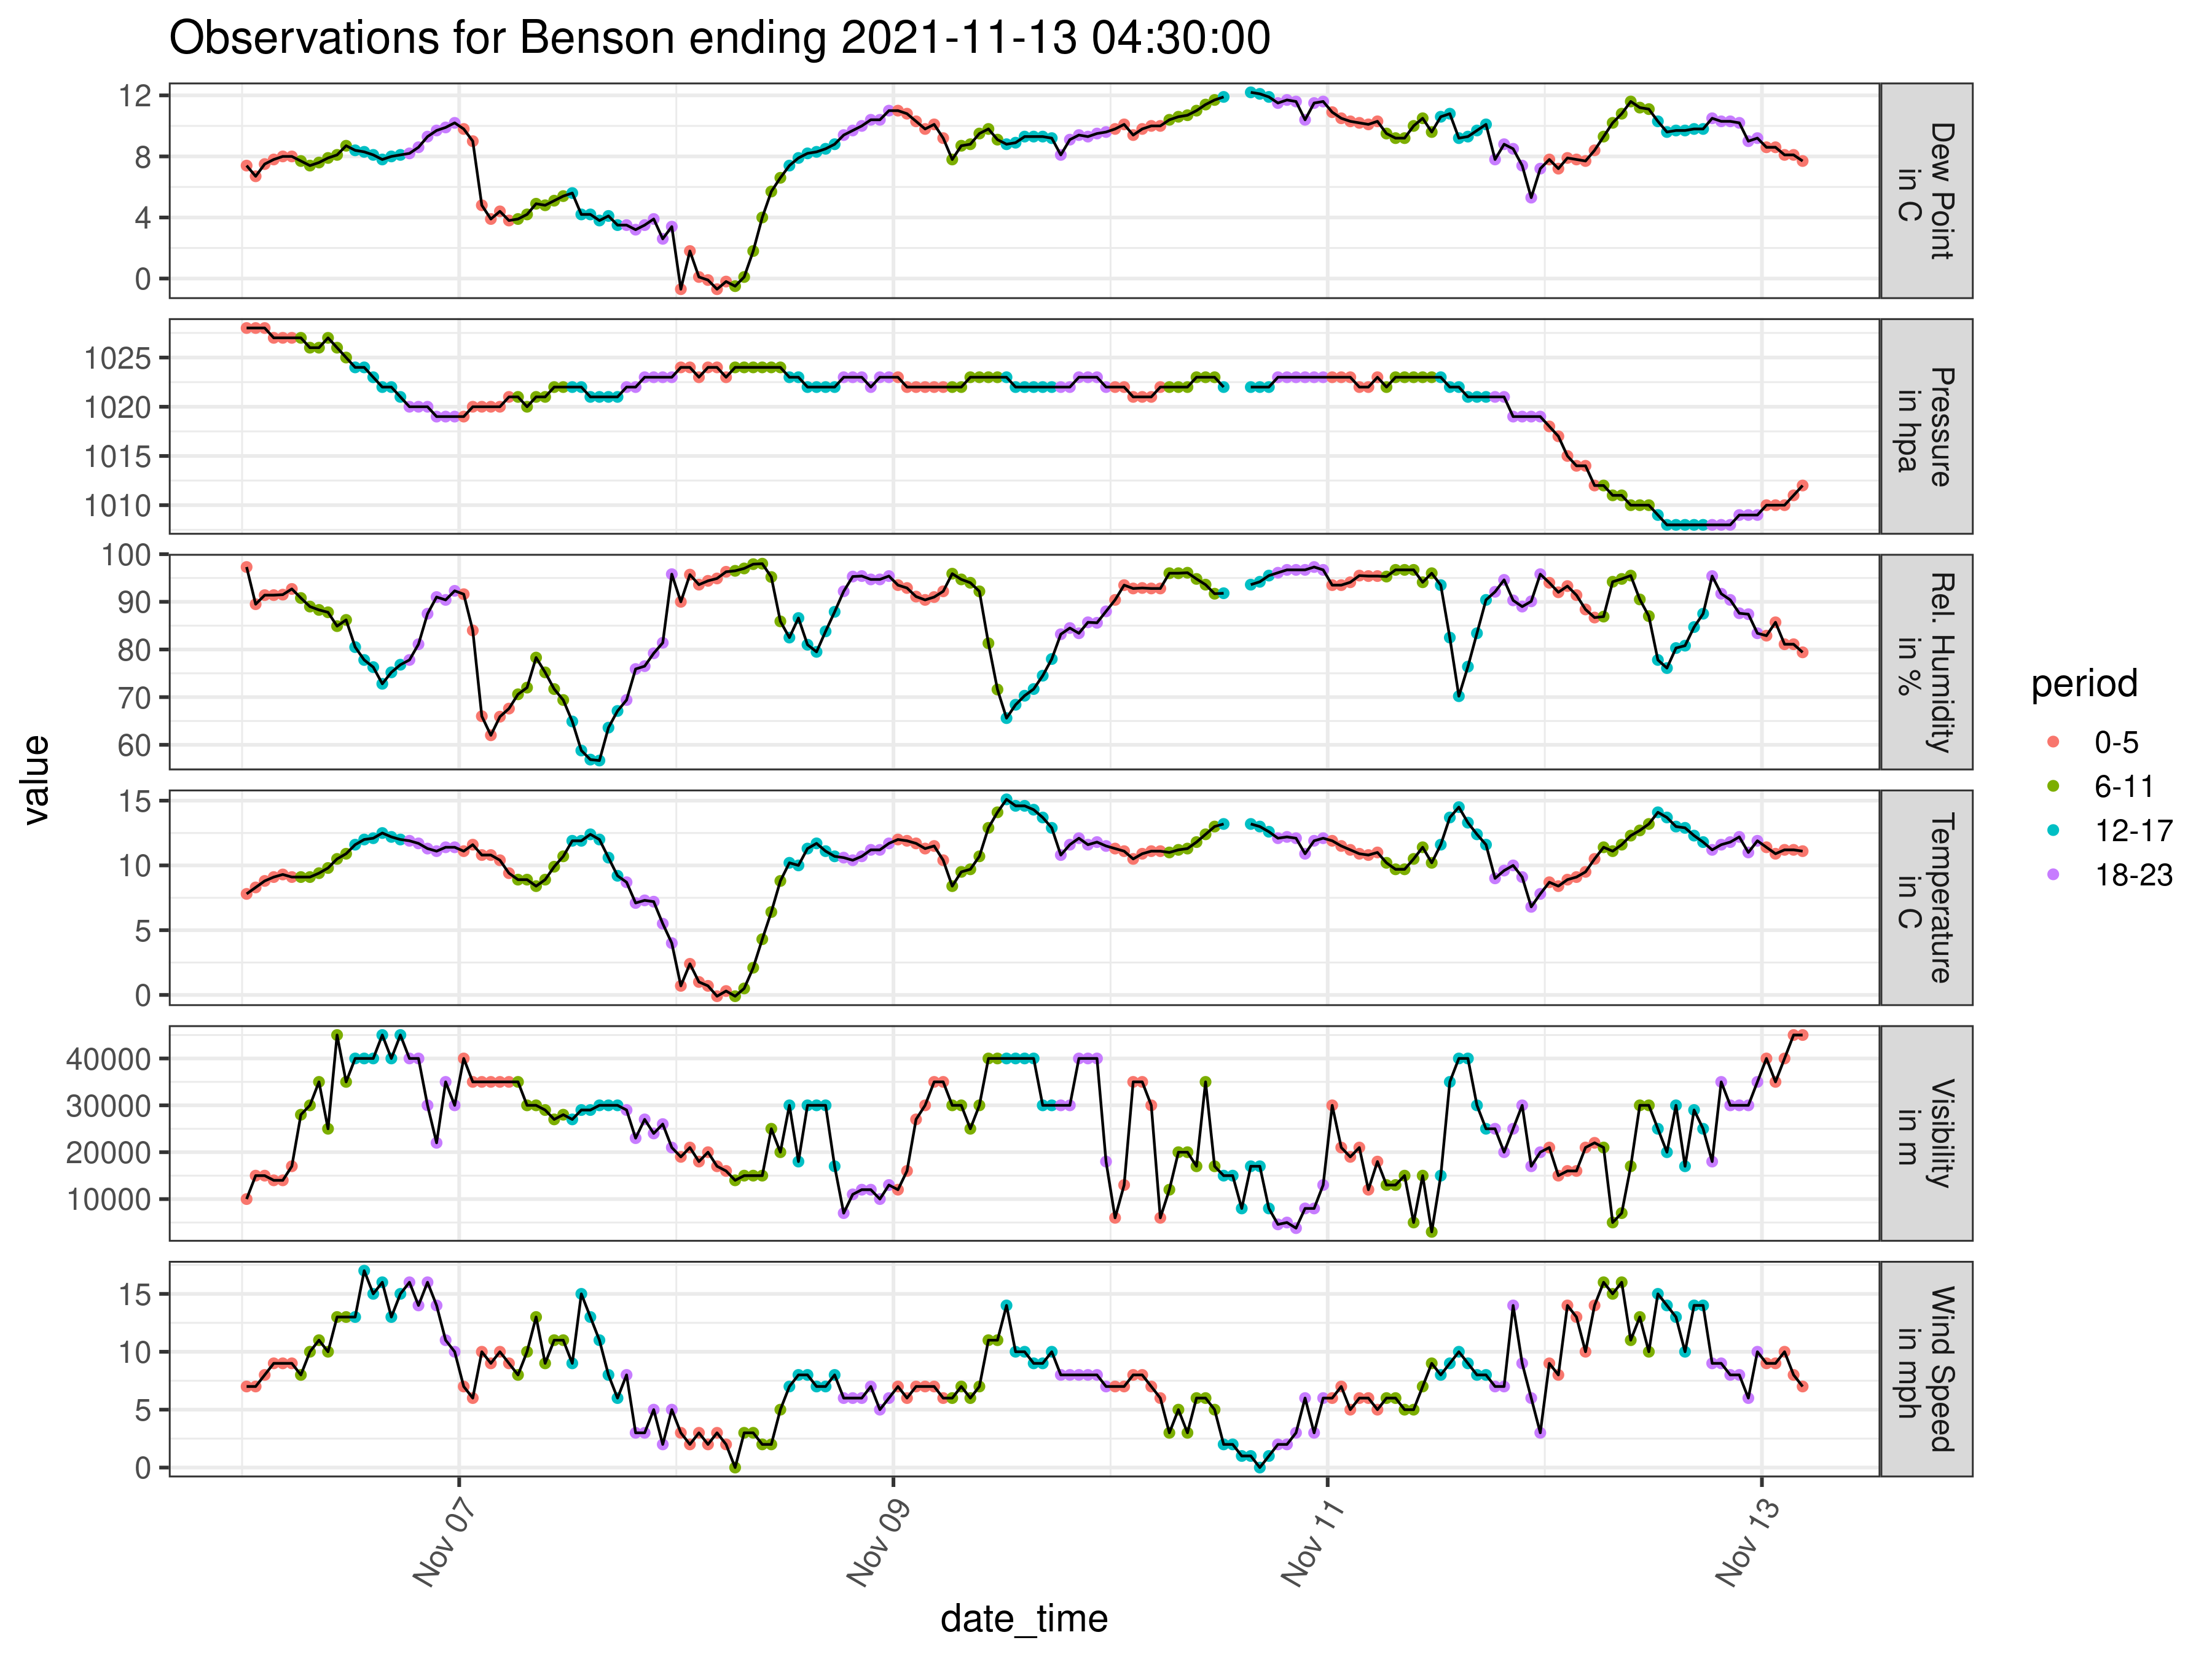 Observations for Benson ending 2021-11-13 04:30:00
value
12
8
4
0
Dew Point
in C
1025
1020
1015
1010
Pressure
in hpa
100
90
80
70
60
Rel. Humidity
in %
15
10
5
0
Temperature
in C
40000
30000
20000
10000
Visibility
in m
15
10
5
0
Wind Speed
in mph
Nov 07
Nov 09
Nov 11
Nov 13
date_time
period
0-5
6-11
12-17
18-23